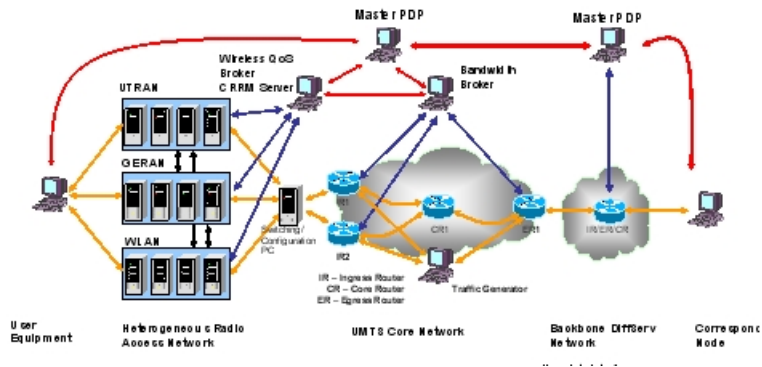 Master PDP
Master PDP
Wireless QoS
Broker
CRRM Server
Bandwidth
Broker
UTRAN
GERAN
WLAN
IR1
IR2
CR1
ER1
IR/ER/CR
Switching/
Configuration
PC
IR – Ingress Router
CR – Core Router
ER – Egress Router
Traffic Generator
User
Equipment
Heterogeneous Radio
Access Network
UMTS Core Network
Backbone DiffServ
Network
Correspond
Node